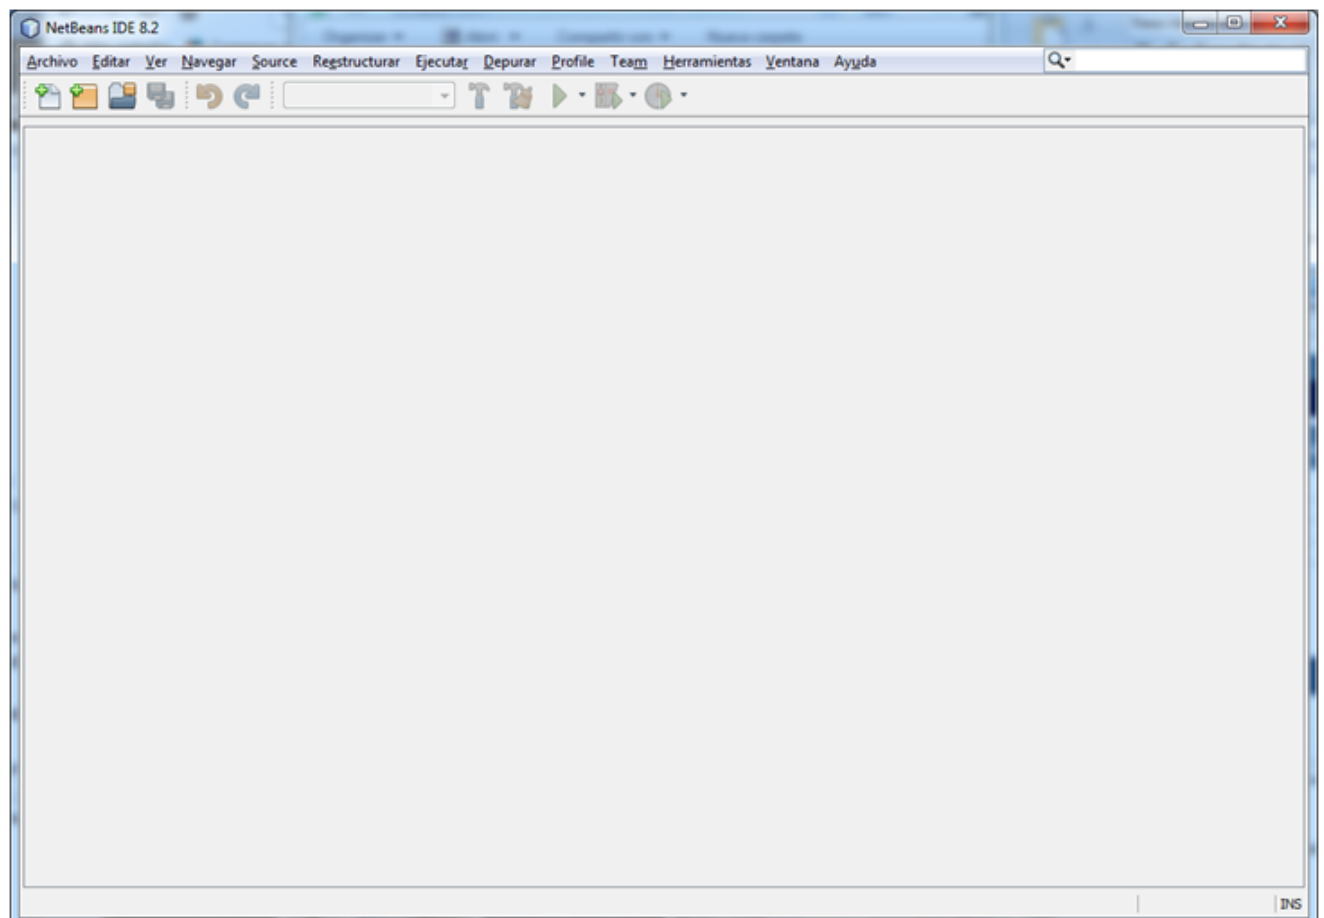 NetBeans IDE 8.2
Archivo Editar Ver Navegar Source Reestructurar Ejecutar Depurar Profile Team Herramientas Ventana Ayuda
INS